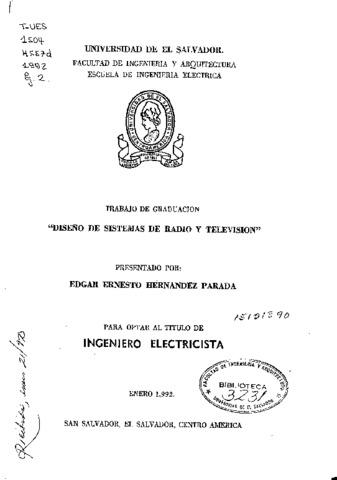 T-UES
1504
H557d
1992
Ej. 2.
UNIVERSIDAD DE EL SALVADOR.
FACULTAD DE INGENIERIA Y ARQUITECTURA
ESCUELA DE INGENIERIA ELECTRICA
TRABAJO DE GRADUACION
"DISEÑO DE SISTEMAS DE RADIO Y TELEVISION"
PRESENTADO POR:
EDGAR ERNESTO HERNANDEZ PARADA
PARA OPTAR AL TITULO DE
INGENIERO ELECTRICISTA
ENERO 1,992.
BIBLIOTECA
3231
SAN SALVADOR, EL SALVADOR, CENTRO AMERICA